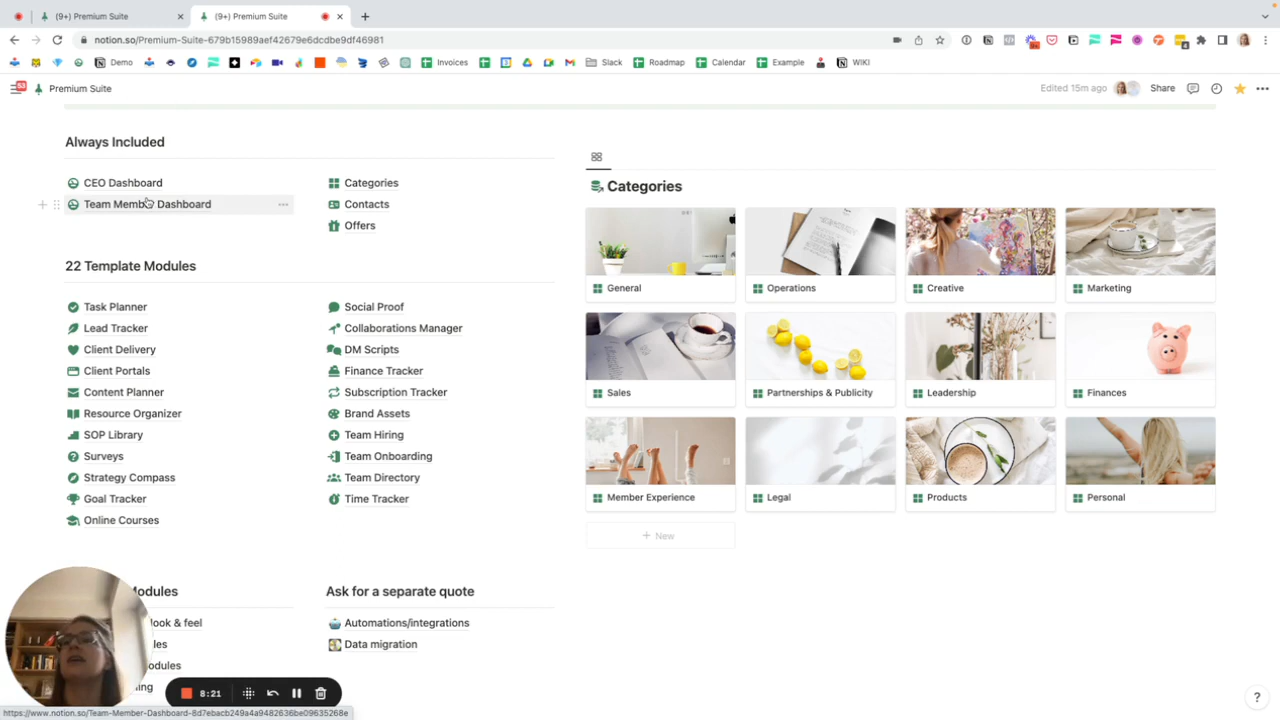 (9+) Premium Suite
(9+) Premium Suite
notion.so/Premium-Suite-679b15989aef42679e6dcdbe9df46981
Demo
Invoices
Slack
Roadmap
Calendar
Example
WIKI
Premium Suite
Edited 15m ago
Share
Always Included
CEO Dashboard
Team Member Dashboard
Categories
Contacts
Offers
22 Template Modules
Task Planner
Lead Tracker
Client Delivery
Client Portals
Content Planner
Resource Organizer
SOP Library
Surveys
Strategy Compass
Goal Tracker
Online Courses
Social Proof
Collaborations Manager
DM Scripts
Finance Tracker
Subscription Tracker
Brand Assets
Team Hiring
Team Onboarding
Team Directory
Time Tracker
Modules
look & feel
Ask for a separate quote
Automations/integrations
Data migration
Categories
General
Operations
Creative
Marketing
Sales
Partnerships & Publicity
Leadership
Finances
Member Experience
Legal
Products
Personal
+ New
8:21
?
https://www.notion.so/Team-Member-Dashboard-8d7ebacb249a4a9482636be09635268e